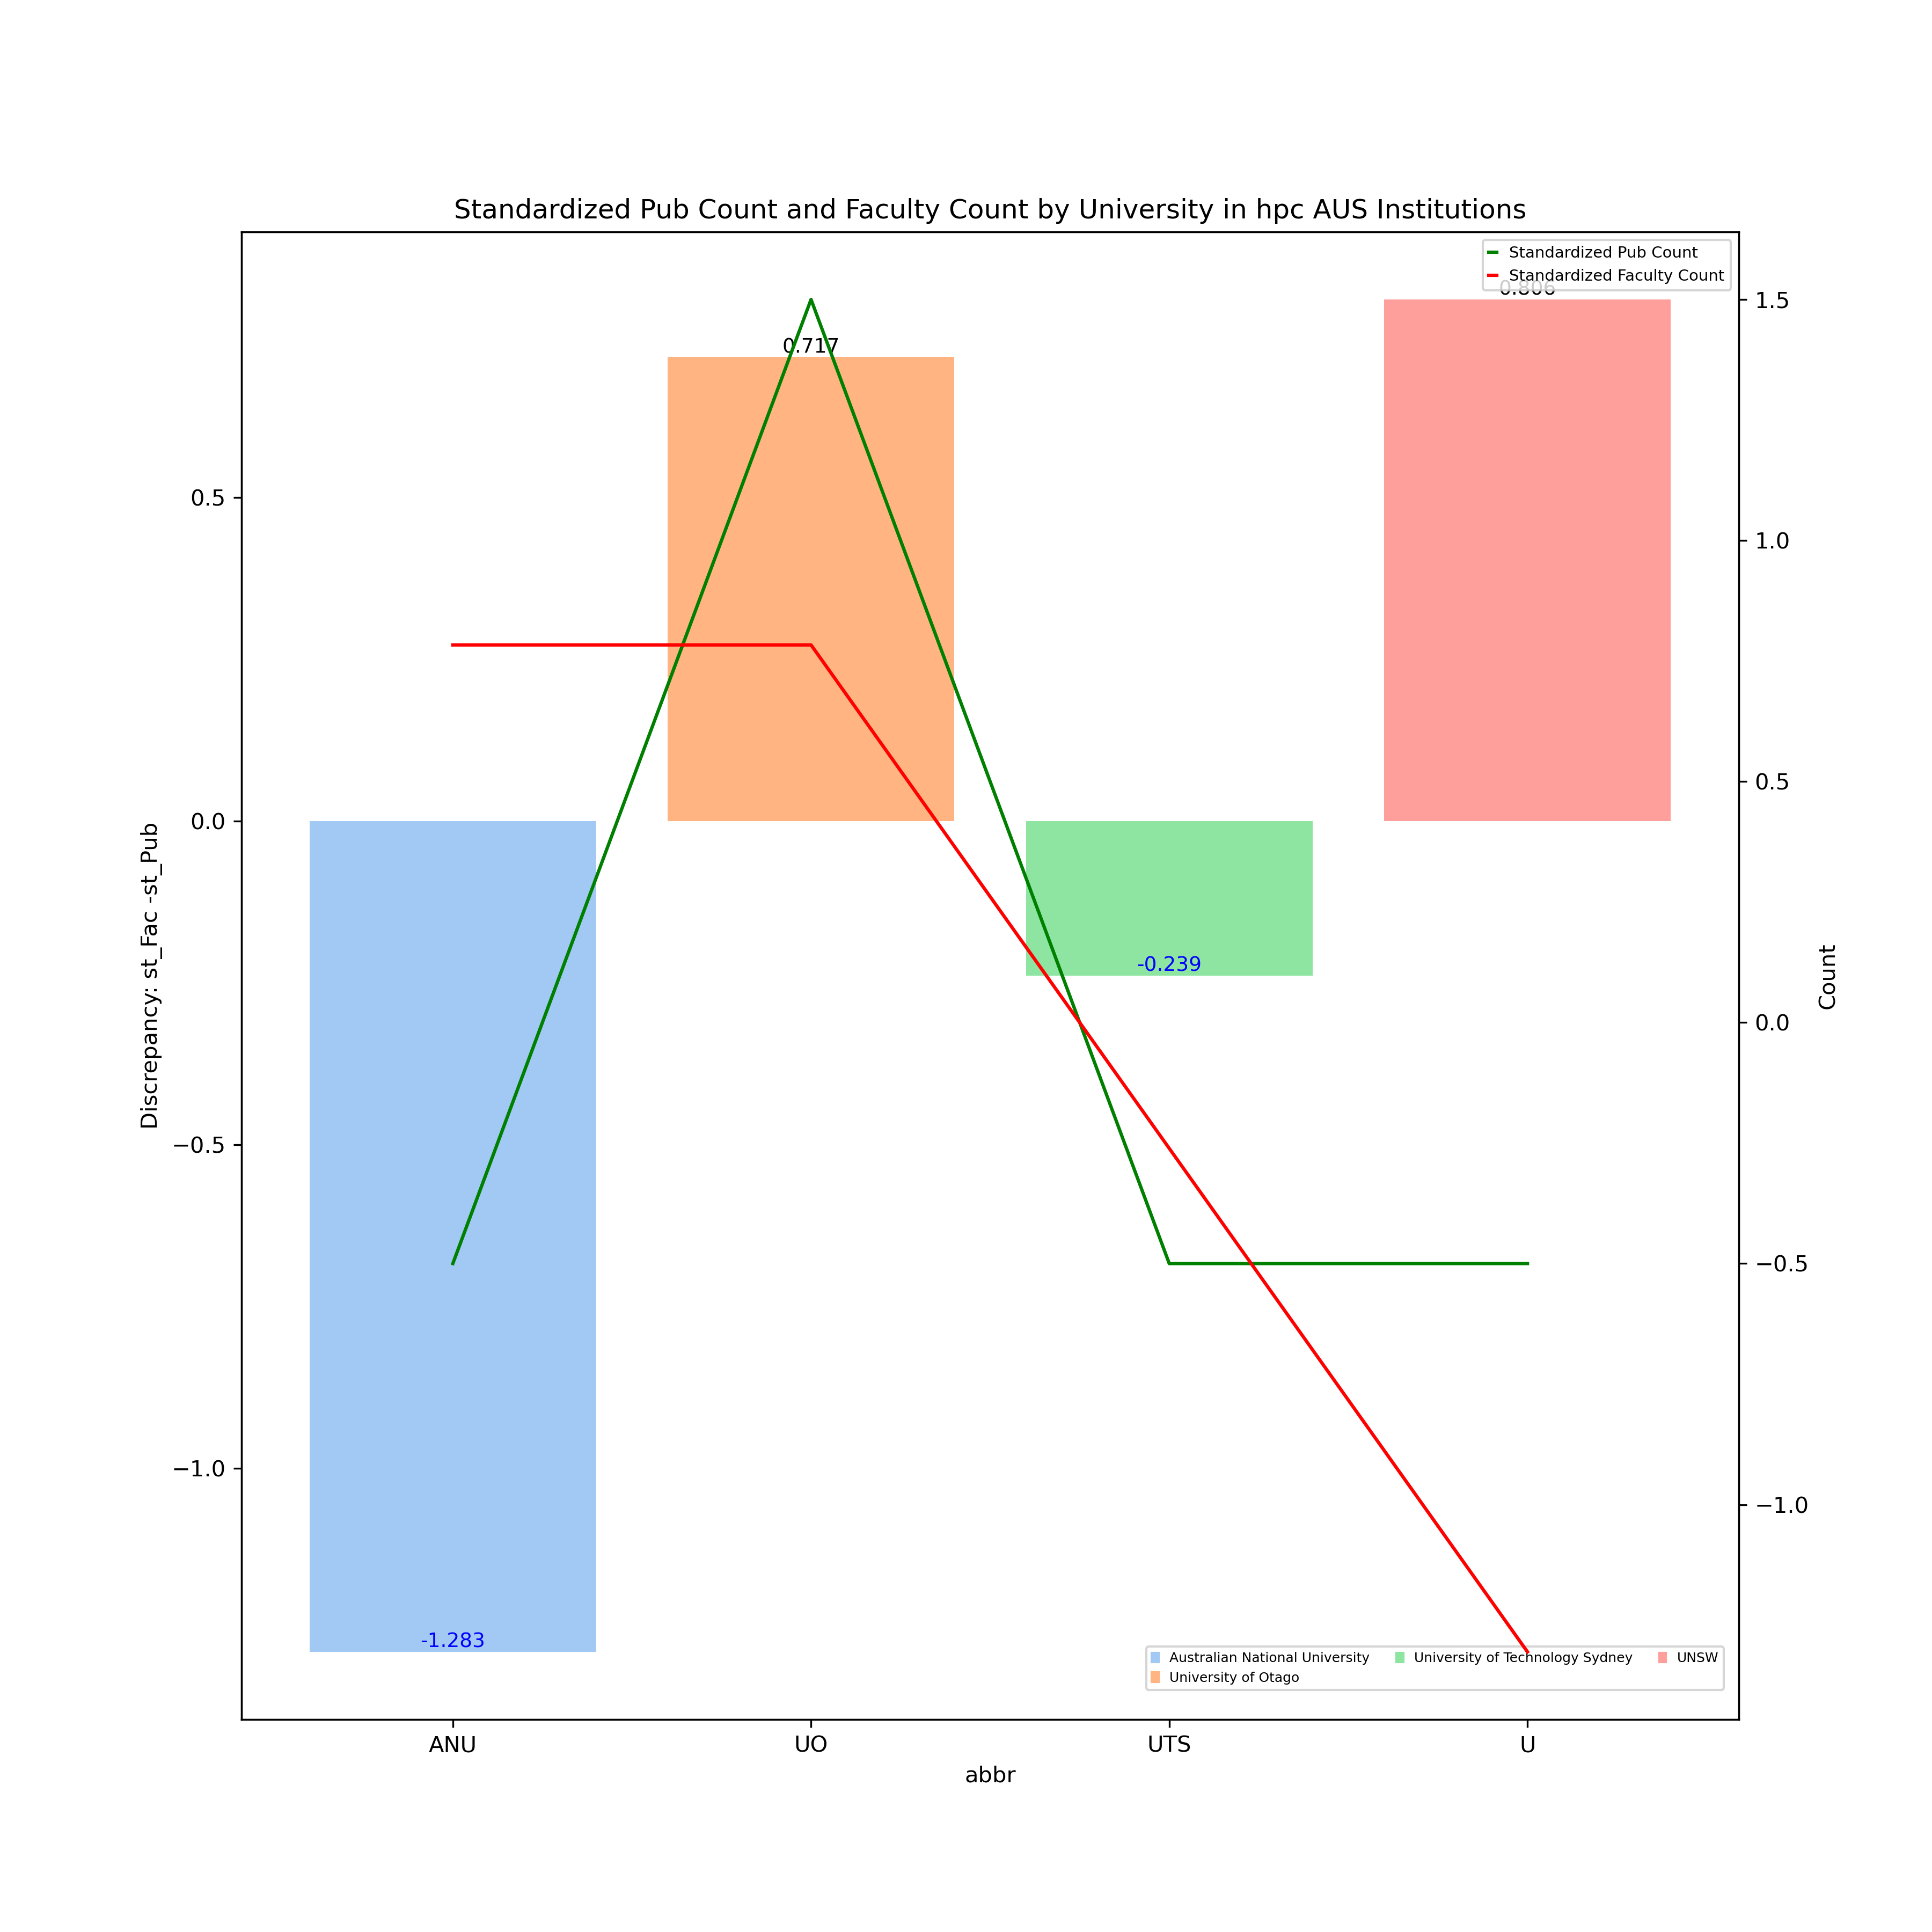 Standardized Pub Count and Faculty Count by University in hpc AUS Institutions
Standardized Pub Count
Standardized Faculty Count
0.806
0.717
-0.239
-1.283
0.5
0.0
−0.5
−1.0
Discrepancy: st_Fac -st_Pub
1.5
1.0
0.5
0.0
−0.5
−1.0
Count
Australian National University
University of Otago
University of Technology Sydney
UNSW
ANU
UO
UTS
U
abbr